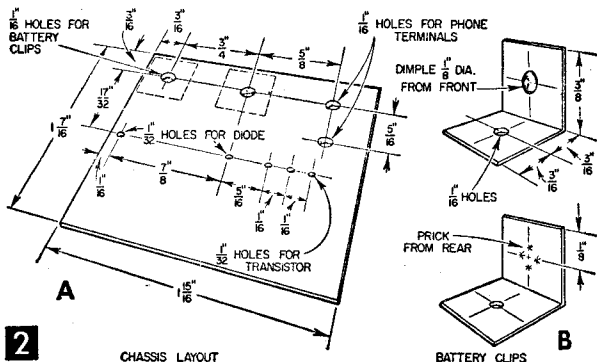 1/16" HOLES FOR
BATTERY
CLIPS
3/16"
3/16"
3/4"
5/8"
1/16" HOLES FOR PHONE
TERMINALS
17/32"
1 7/16"
1/32"
HOLES FOR DIODE
5/16"
1/16"
7/8"
5/16"
1/16"
1/16"
1/32" HOLES FOR
TRANSISTOR
A
1 15/16"
2
CHASSIS LAYOUT
DIMPLE 1/8" DIA.
FROM FRONT
3/8"
3/16"
3/16"
1/16" HOLES
PRICK
FROM REAR
1/8"
B
BATTERY CLIPS